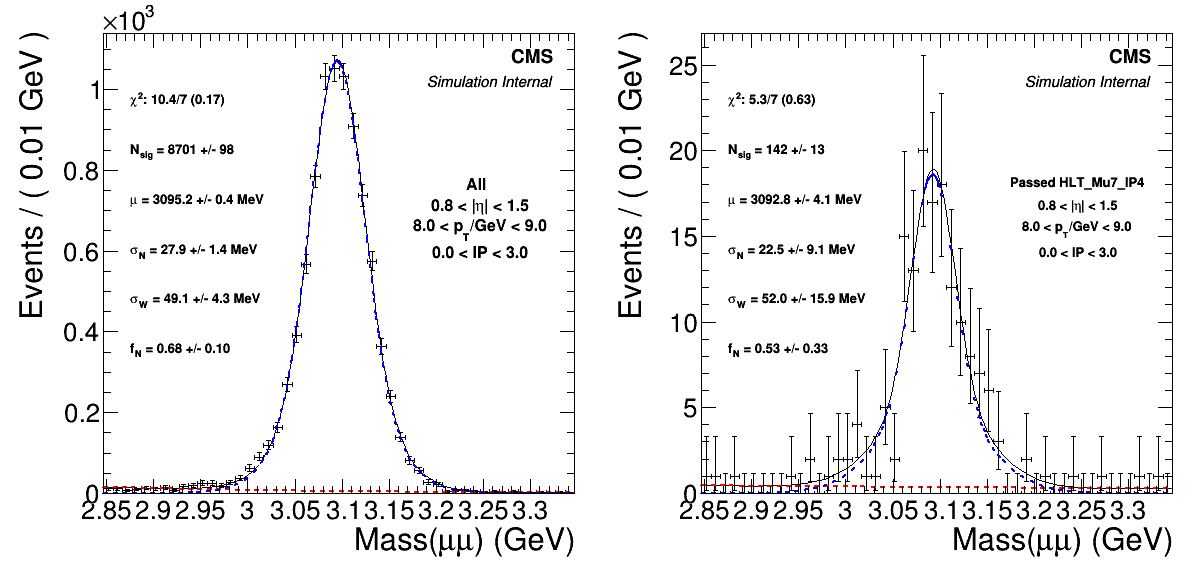 ×10³
CMS
Simulation Internal
χ²: 10.4/7 (0.17)
N_sig = 8701 +/- 98
μ = 3095.2 +/- 0.4 MeV
σ_N = 27.9 +/- 1.4 MeV
σ_W = 49.1 +/- 4.3 MeV
f_N = 0.68 +/- 0.10
All
0.8 < |η| < 1.5
8.0 < p_T/GeV < 9.0
0.0 < IP < 3.0
Events / ( 0.01 GeV )
1
0.8
0.6
0.4
0.2
0
2.85 2.9 2.95 3 3.05 3.1 3.15 3.2 3.25 3.3
Mass(μμ) (GeV)
CMS
Simulation Internal
χ²: 5.3/7 (0.63)
N_sig = 142 +/- 13
μ = 3092.8 +/- 4.1 MeV
σ_N = 22.5 +/- 9.1 MeV
σ_W = 52.0 +/- 15.9 MeV
f_N = 0.53 +/- 0.33
Passed HLT_Mu7_IP4
0.8 < |η| < 1.5
8.0 < p_T/GeV < 9.0
0.0 < IP < 3.0
Events / ( 0.01 GeV )
25
20
15
10
5
0
2.85 2.9 2.95 3 3.05 3.1 3.15 3.2 3.25 3.3
Mass(μμ) (GeV)